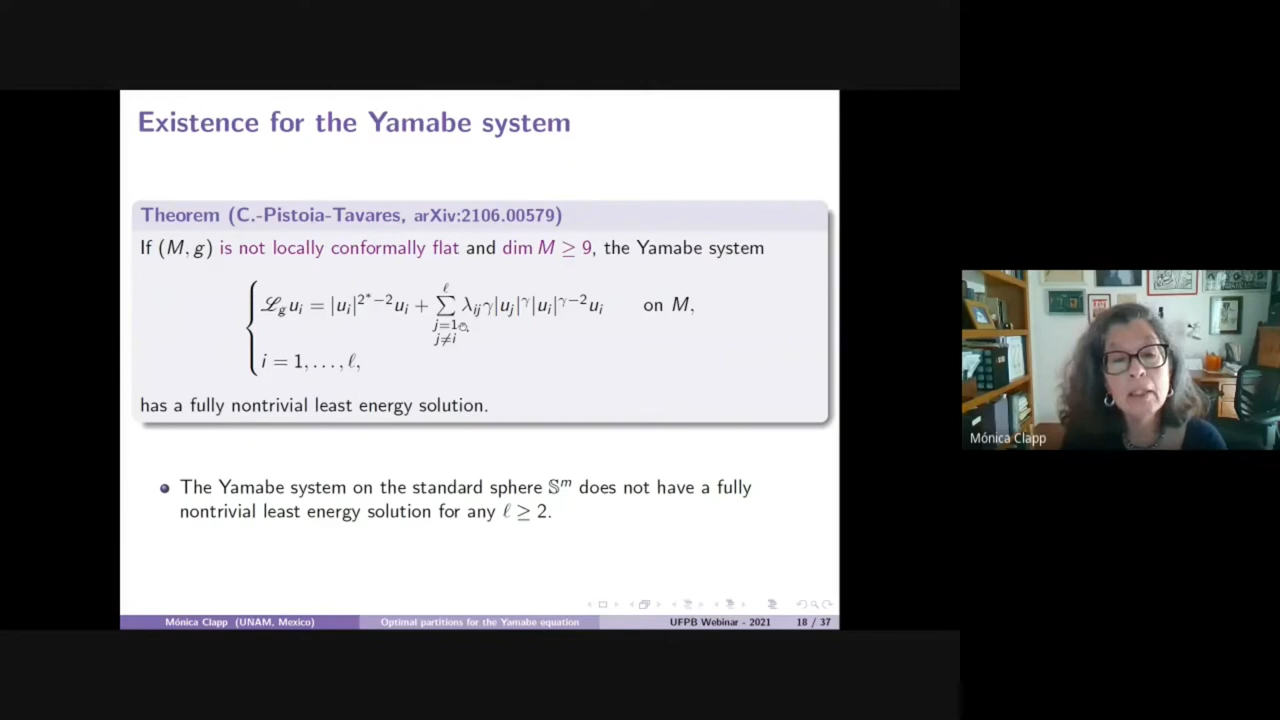 Existence for the Yamabe system
Theorem (C.-Pistoia-Tavares, arXiv:2106.00579)
If (M, g) is not locally conformally flat and dim M ≥ 9, the Yamabe system
ℒ_g u_i = |u_i|^{2*−2}u_i + ∑_{j=1, j≠i}^{ℓ} λ_{ij}γ|u_j|^γ|u_i|^{γ−2}u_i on M,
i = 1, . . . , ℓ,
has a fully nontrivial least energy solution.
The Yamabe system on the standard sphere 𝕊^m does not have a fully
nontrivial least energy solution for any ℓ ≥ 2.
Mónica Clapp (UNAM, Mexico) Optimal partitions for the Yamabe equation UFPB Webinar - 2021 18 / 37
Mónica Clapp